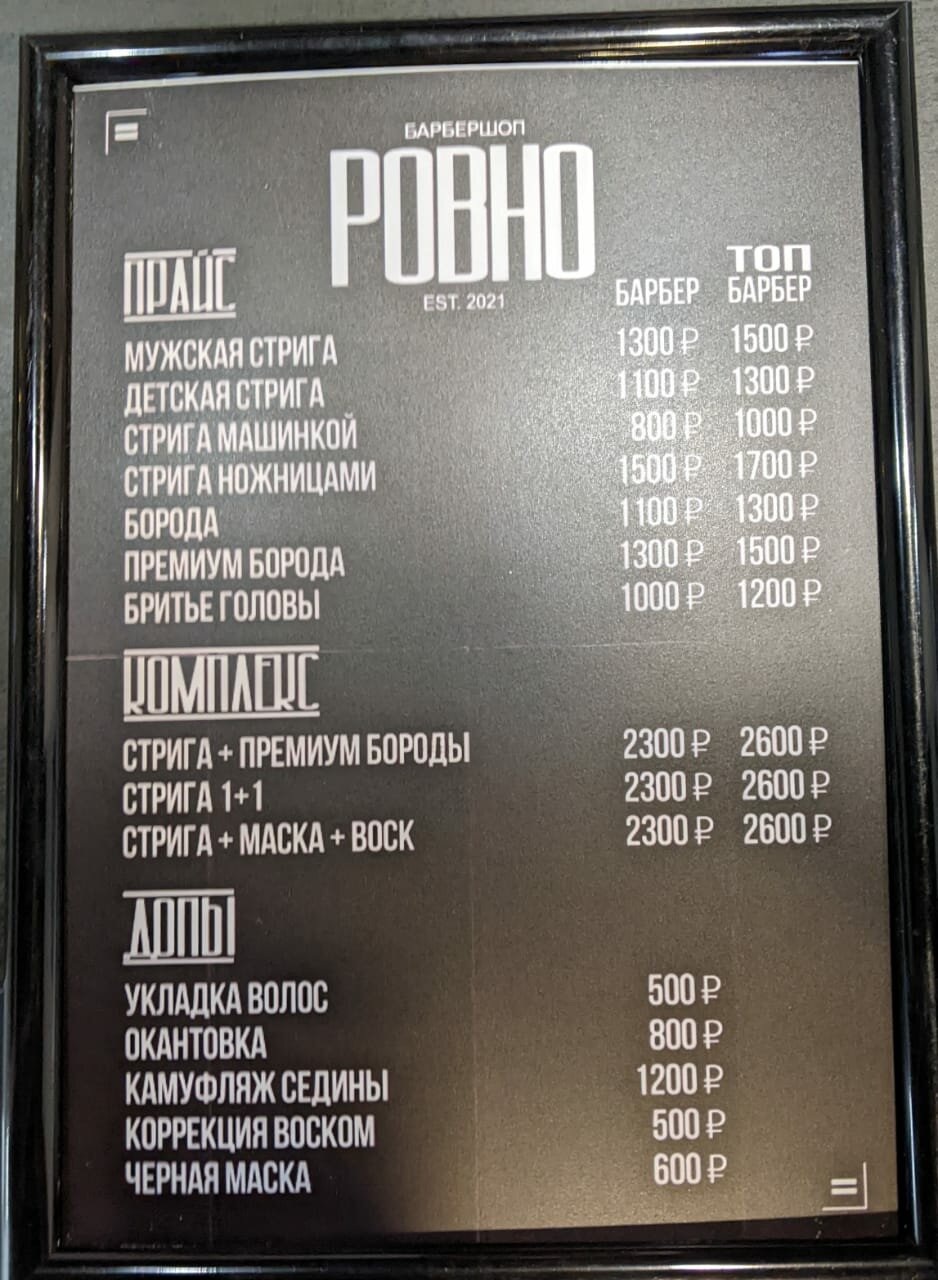 БАРБЕРШОП
РОВНО
EST. 2021
ПРАЙС БАРБЕР ТОП БАРБЕР
МУЖСКАЯ СТРИГА 1300 ₽ 1500 ₽
ДЕТСКАЯ СТРИГА 1100 ₽ 1300 ₽
СТРИГА МАШИНКОЙ 800 ₽ 1000 ₽
СТРИГА НОЖНИЦАМИ 1500 ₽ 1700 ₽
БОРОДА 1100 ₽ 1300 ₽
ПРЕМИУМ БОРОДА 1300 ₽ 1500 ₽
БРИТЬЕ ГОЛОВЫ 1000 ₽ 1200 ₽
КОМПЛЕКС
СТРИГА + ПРЕМИУМ БОРОДЫ 2300 ₽ 2600 ₽
СТРИГА 1+1 2300 ₽ 2600 ₽
СТРИГА + МАСКА + ВОСК 2300 ₽ 2600 ₽
ДОПЫ
УКЛАДКА ВОЛОС 500 ₽
ОКАНТОВКА 800 ₽
КАМУФЛЯЖ СЕДИНЫ 1200 ₽
КОРРЕКЦИЯ ВОСКОМ 500 ₽
ЧЕРНАЯ МАСКА 600 ₽